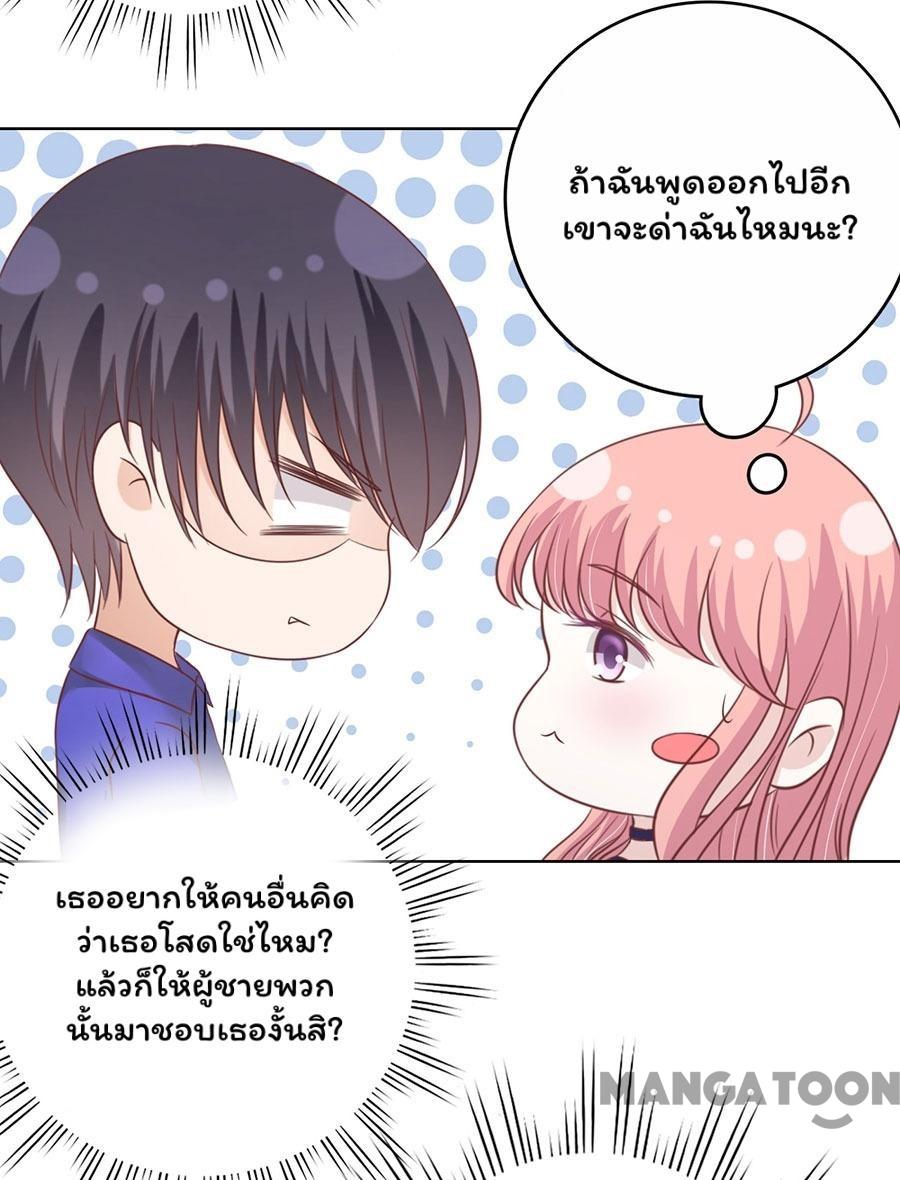 ถ้าฉันพูดออกไปอีก
เขาจะด่าฉันไหมนะ?
เธออยากให้คนอื่นคิด
ว่าเธอโสดใช่ไหม?
แล้วก็ให้ผู้ชายพวก
นั้นมาชอบเธองั้นสิ?
MANGATOON